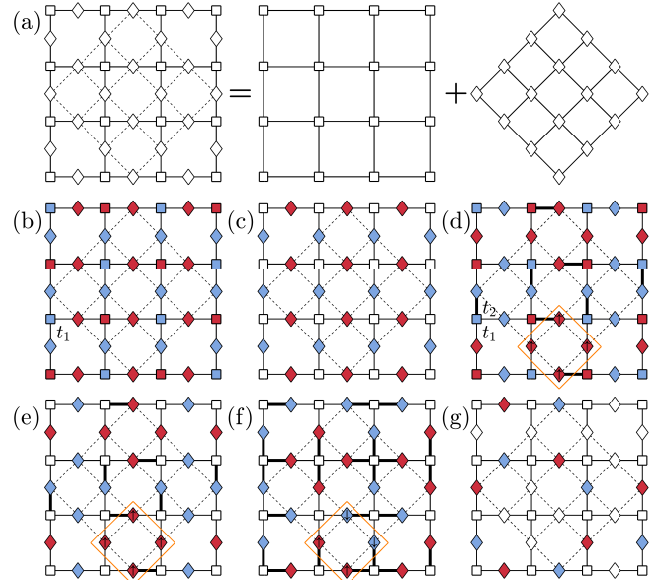 (a)
=
+
(b)
(c)
(d)
t₁
t₂
t₁
(e)
(f)
(g)